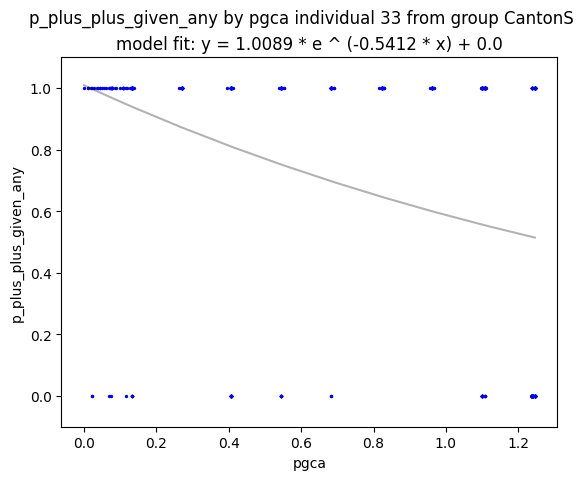 p_plus_plus_given_any by pgca individual 33 from group CantonS
model fit: y = 1.0089 * e ^ (-0.5412 * x) + 0.0
p_plus_plus_given_any
1.0
0.8
0.6
0.4
0.2
0.0
0.0 0.2 0.4 0.6 0.8 1.0 1.2
pgca